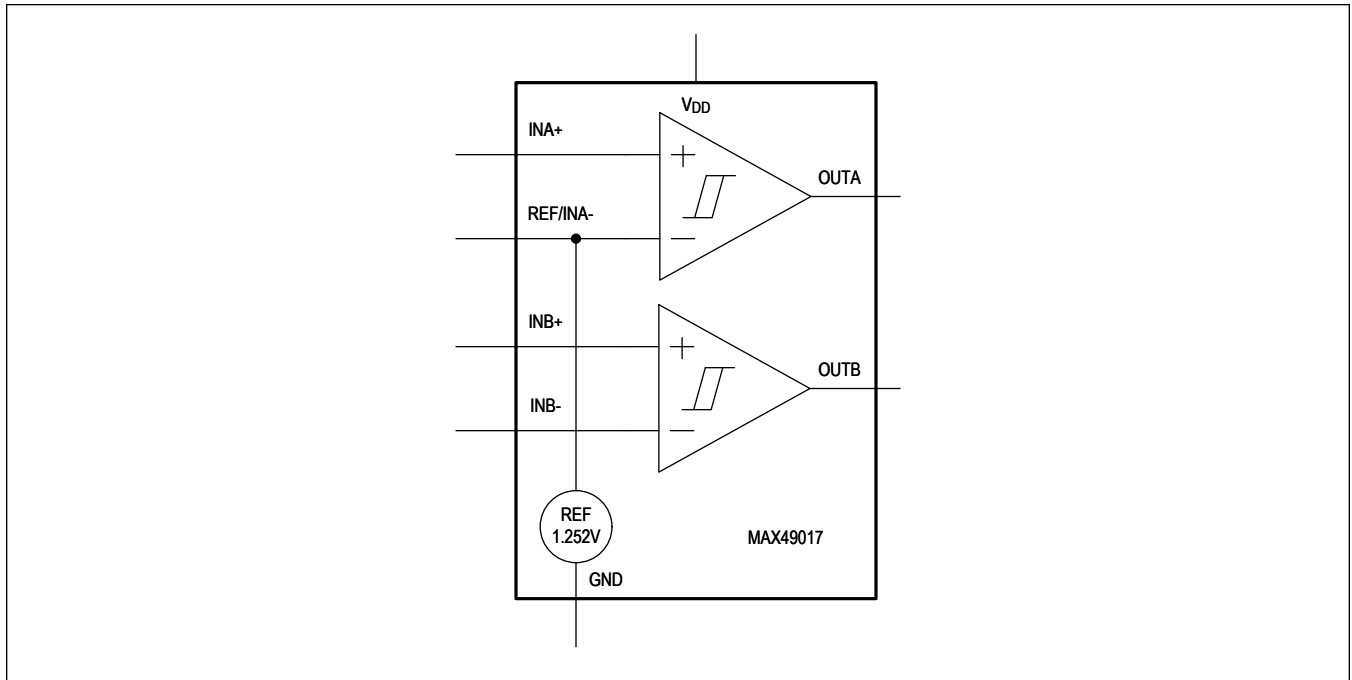 VDD
INA+
OUTA
REF/INA-
INB+
OUTB
INB-
REF
1.252V
MAX49017
GND